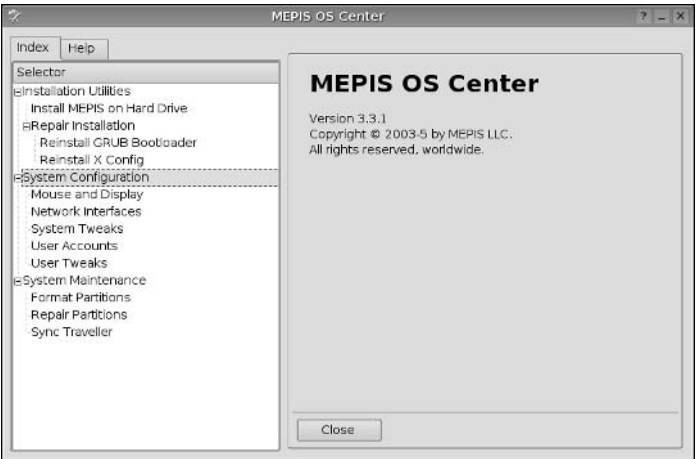 MEPIS OS Center
Index
Help
Selector
Installation Utilities
Install MEPIS on Hard Drive
Repair Installation
Reinstall GRUB Bootloader
Reinstall X Config
System Configuration
Mouse and Display
Network Interfaces
System Tweaks
User Accounts
User Tweaks
System Maintenance
Format Partitions
Repair Partitions
Sync Traveller
MEPIS OS Center
Version 3.3.1
Copyright © 2003-5 by MEPIS LLC.
All rights reserved, worldwide.
Close